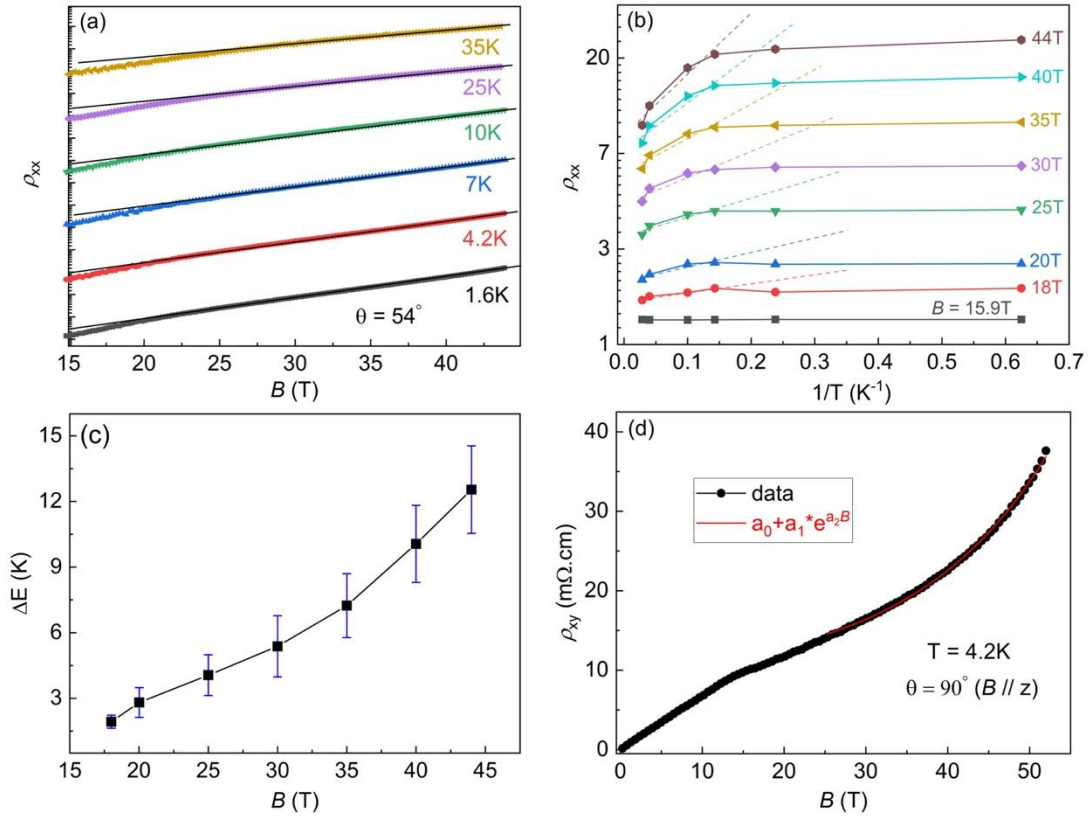 (a)
ρxx
35K
25K
10K
7K
4.2K
1.6K
θ = 54°
15 20 25 30 35 40
B (T)
(b)
ρxx
20
7
3
1
44T
40T
35T
30T
25T
20T
18T
B = 15.9T
0.0 0.1 0.2 0.3 0.4 0.5 0.6 0.7
1/T (K⁻¹)
(c)
ΔE (K)
15
12
9
6
3
15 20 25 30 35 40 45
B (T)
(d)
ρxy (mΩ.cm)
40
30
20
10
0
data
a₀+a₁*e^a₂B
T = 4.2K
θ = 90° (B // z)
0 10 20 30 40 50
B (T)